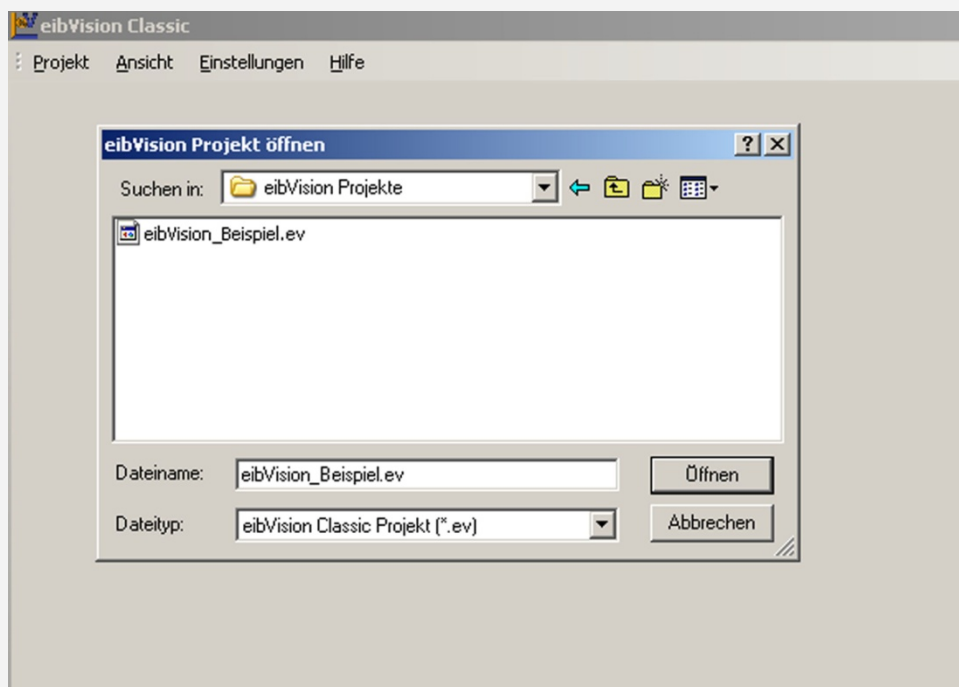 eibVision Classic
Projekt Ansicht Einstellungen Hilfe
eibVision Projekt öffnen
Suchen in: eibVision Projekte
eibVision_Beispiel.ev
Dateiname: eibVision_Beispiel.ev Öffnen
Dateityp: eibVision Classic Projekt (*.ev) Abbrechen